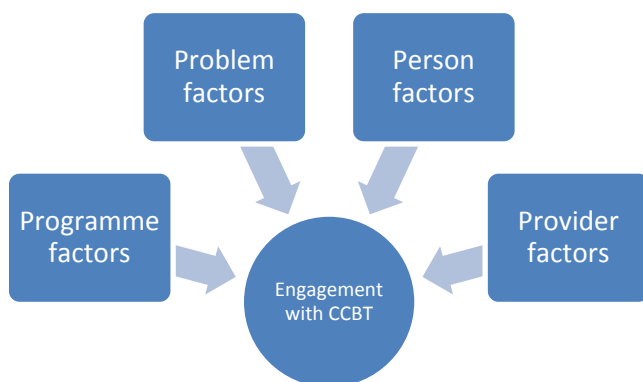 Problem
factors
Person
factors
Programme
factors
Provider
factors
Engagement
with CCBT